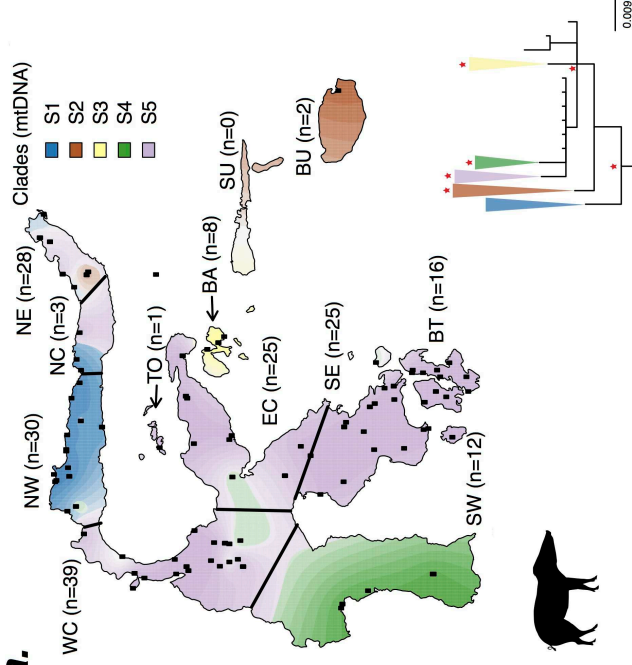 Clades (mtDNA)
S1
S2
S3
S4
S5
NE (n=28)
NC (n=3)
NW (n=30)
WC (n=39)
TO (n=1)
BA (n=8)
SU (n=0)
BU (n=2)
EC (n=25)
SE (n=25)
BT (n=16)
SW (n=12)
0.009